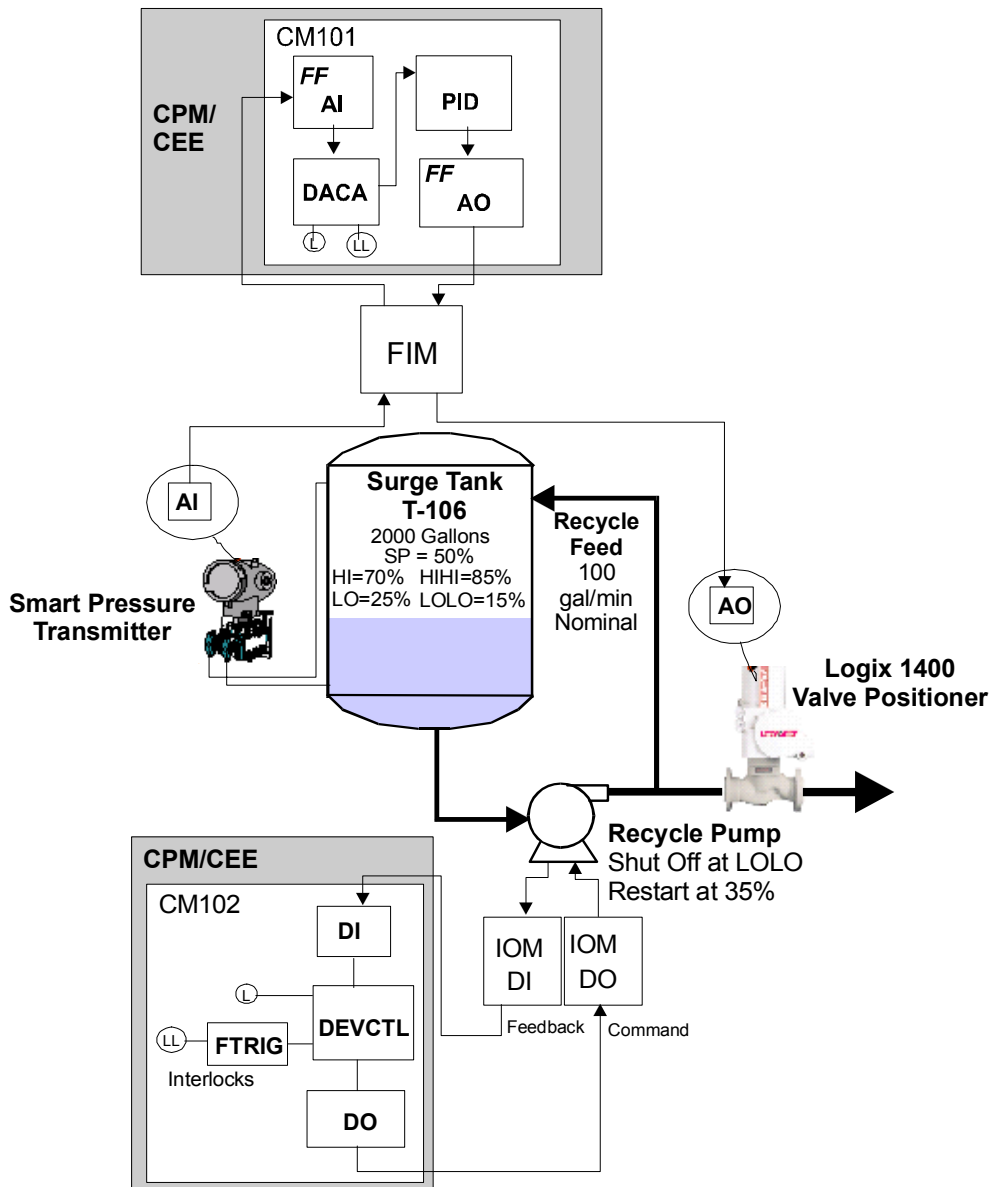 CM101
CPM/
CEE
FF
AI
PID
DACA
FF
AO
L
LL
FIM
AI
Smart Pressure
Transmitter
Surge Tank
T-106
2000 Gallons
SP = 50%
HI=70% HIHI=85%
LO=25% LOLO=15%
Recycle
Feed
100
gal/min
Nominal
AO
Logix 1400
Valve Positioner
Recycle Pump
Shut Off at LOLO
Restart at 35%
CPM/CEE
CM102
DI
L
DEVCTL
LL
FTRIG
Interlocks
DO
IOM
DI
IOM
DO
Feedback
Command